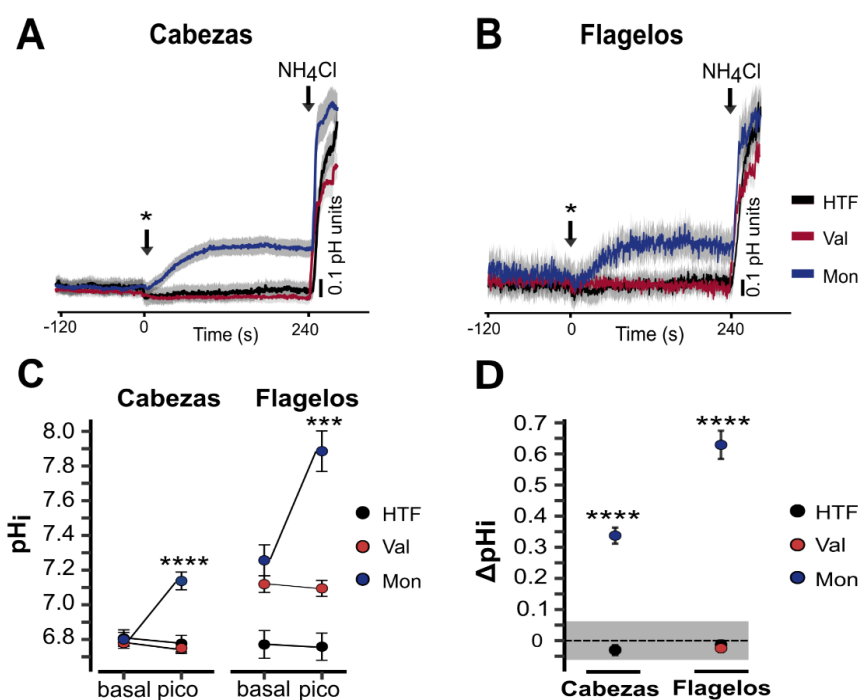 A
Cabezas
NH4Cl
*
0.1 pH units
-120
0
240
Time (s)
B
Flagelos
NH4Cl
*
0.1 pH units
-120
0
240
Time (s)
HTF
Val
Mon
C
Cabezas
Flagelos
pHi
8.0
7.8
7.4
7.2
7.0
6.8
****
***
basal pico
basal pico
HTF
Val
Mon
D
ΔpHi
0.7
0.6
0.5
0.4
0.3
0.2
0.1
0
****
****
Cabezas
Flagelos
HTF
Val
Mon